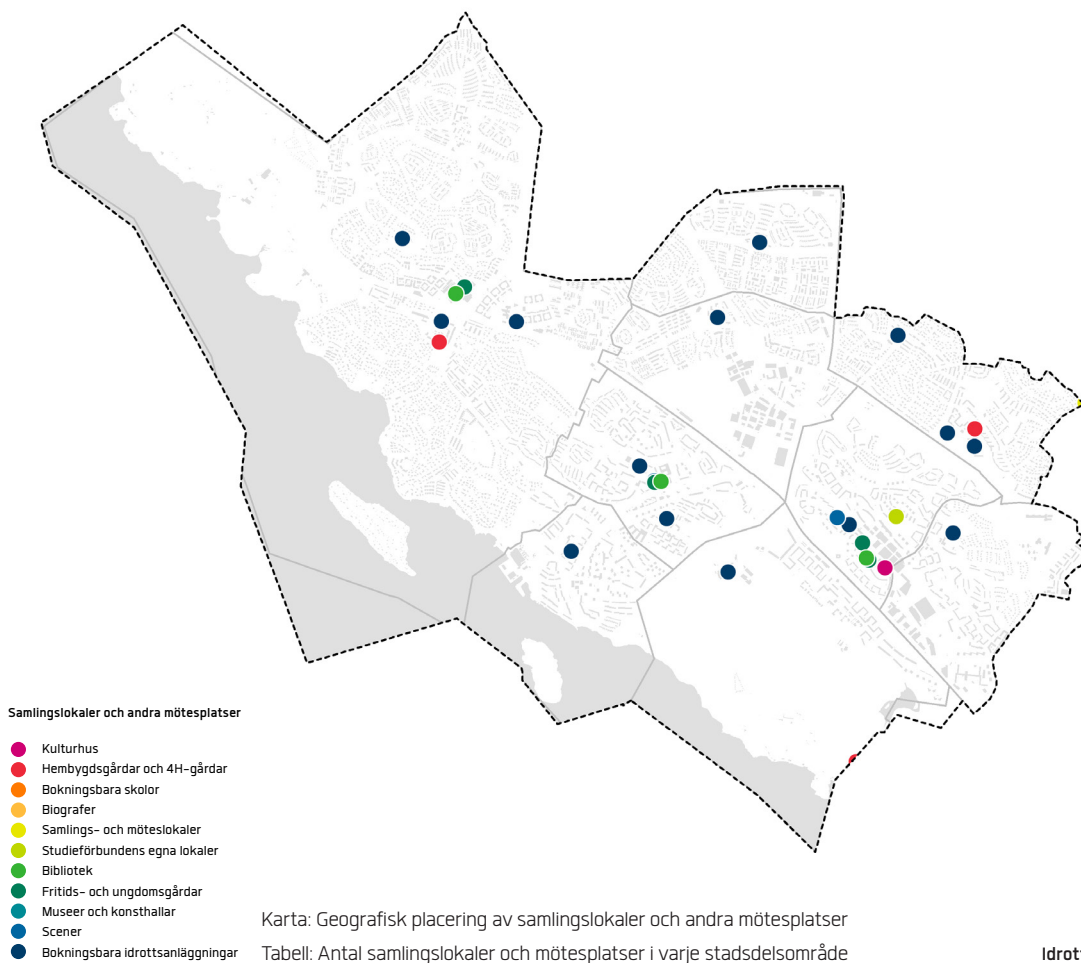 Samlingslokaler och andra mötesplatser
Kulturhus
Hembygdsgårdar och 4H-gårdar
Bokningsbara skolor
Biografer
Samlings- och möteslokaler
Studieförbundens egna lokaler
Bibliotek
Fritids- och ungdomsgårdar
Museer och konsthallar
Scener
Bokningsbara idrottsanläggningar
Karta: Geografisk placering av samlingslokaler och andra mötesplatser
Tabell: Antal samlingslokaler och mötesplatser i varje stadsdelsområde